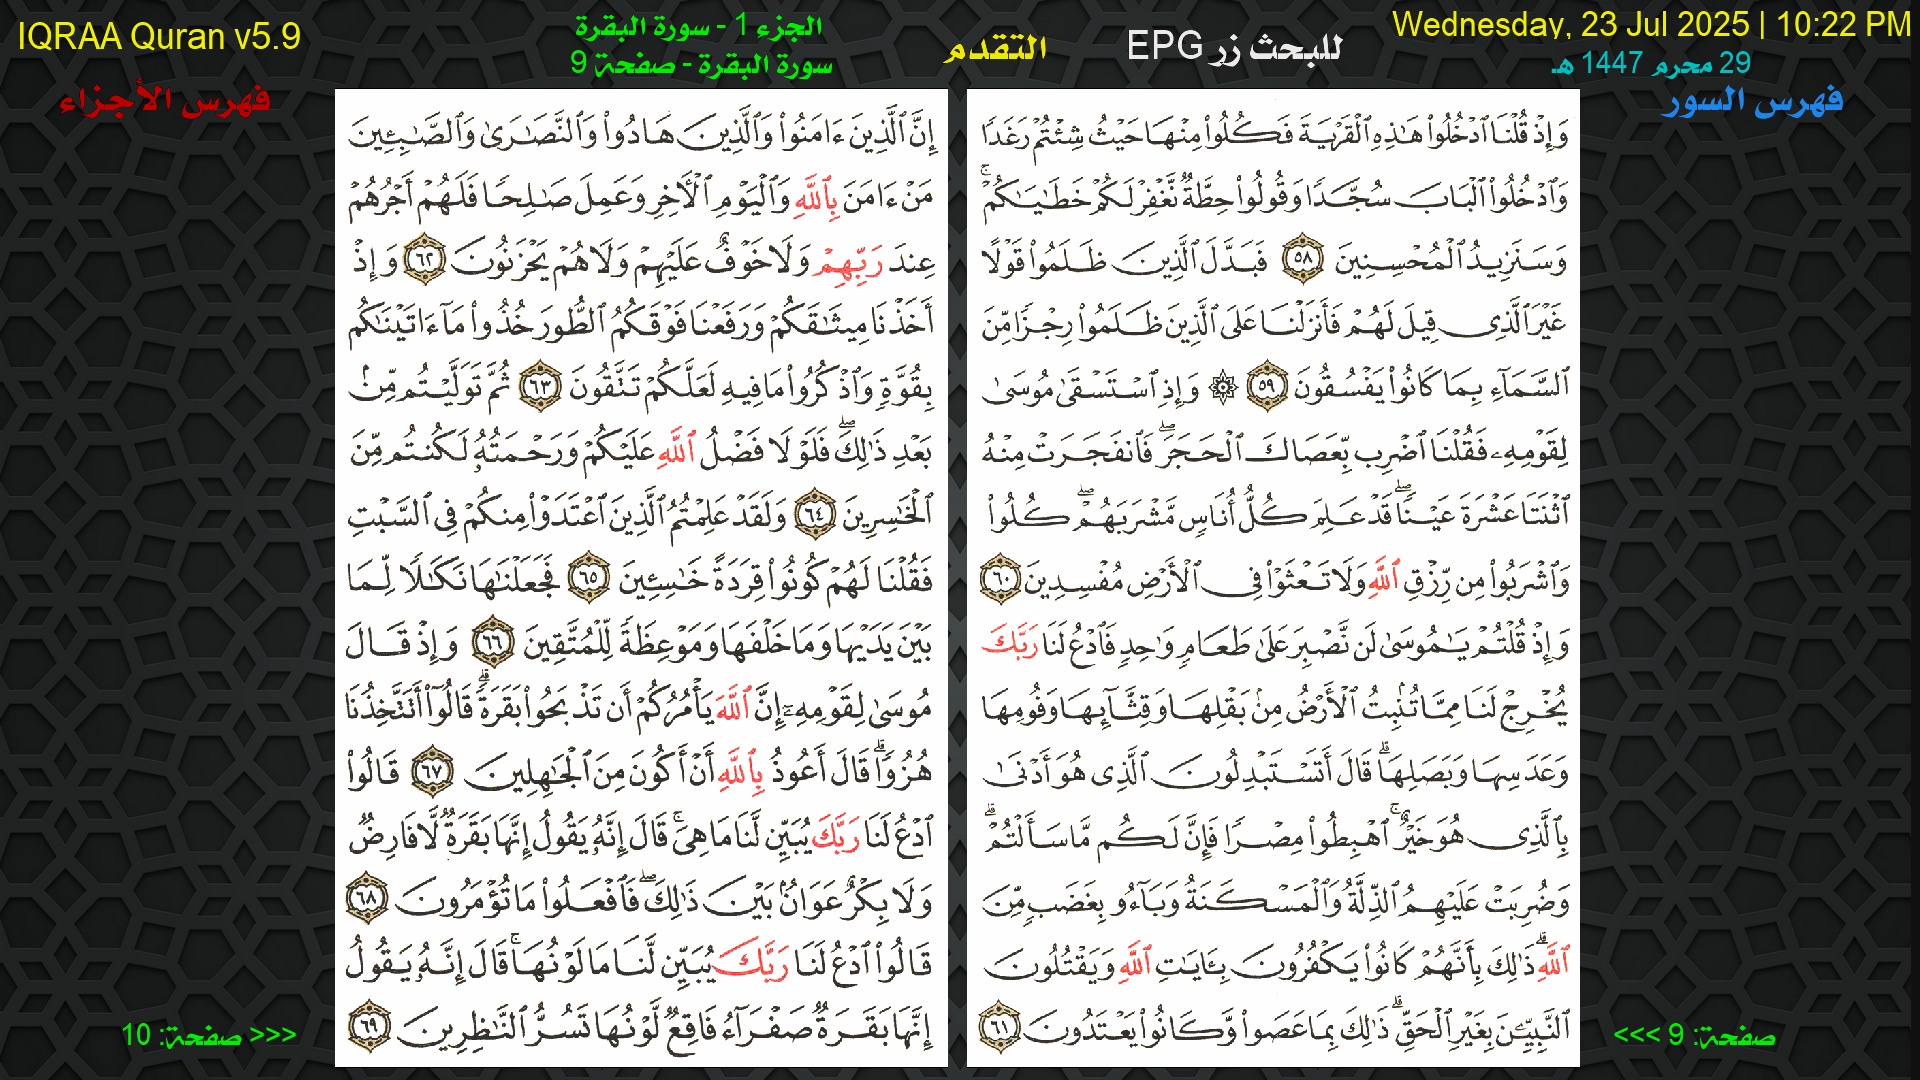 IQRAA Quran v5.9
الجزء 1 - سورة البقرة
سورة البقرة - صفحة 9
التقدم
للبحث زر EPG
Wednesday, 23 Jul 2025 | 10:22 PM
29 محرم 1447 هـ
فهرس الأجزاء
فهرس السور
وَإِذْ قُلْنَا ٱدْخُلُوا۟ هَـٰذِهِ ٱلْقَرْيَةَ فَكُلُوا۟ مِنْهَا حَيْثُ شِئْتُمْ رَغَدًا
وَٱدْخُلُوا۟ ٱلْبَابَ سُجَّدًا وَقُولُوا۟ حِطَّةٌ نَّغْفِرْ لَكُمْ خَطَـٰيَـٰكُمْ ۚ
وَسَنَزِيدُ ٱلْمُحْسِنِينَ ٥٨ فَبَدَّلَ ٱلَّذِينَ ظَلَمُوا۟ قَوْلًا
غَيْرَ ٱلَّذِى قِيلَ لَهُمْ فَأَنزَلْنَا عَلَى ٱلَّذِينَ ظَلَمُوا۟ رِجْزًا مِّنَ
ٱلسَّمَآءِ بِمَا كَانُوا۟ يَفْسُقُونَ ٥٩ ۞ وَإِذِ ٱسْتَسْقَىٰ مُوسَىٰ
لِقَوْمِهِۦ فَقُلْنَا ٱضْرِب بِّعَصَاكَ ٱلْحَجَرَ ۖ فَٱنفَجَرَتْ مِنْهُ
ٱثْنَتَا عَشْرَةَ عَيْنًا ۖ قَدْ عَلِمَ كُلُّ أُنَاسٍ مَّشْرَبَهُمْ ۖ كُلُوا۟
وَٱشْرَبُوا۟ مِن رِّزْقِ ٱللَّهِ وَلَا تَعْثَوْا۟ فِى ٱلْأَرْضِ مُفْسِدِينَ ٦٠
وَإِذْ قُلْتُمْ يَـٰمُوسَىٰ لَن نَّصْبِرَ عَلَىٰ طَعَامٍ وَٰحِدٍ فَٱدْعُ لَنَا رَبَّكَ
يُخْرِجْ لَنَا مِمَّا تُنۢبِتُ ٱلْأَرْضُ مِنۢ بَقْلِهَا وَقِثَّآئِهَا وَفُومِهَا
وَعَدَسِهَا وَبَصَلِهَا ۖ قَالَ أَتَسْتَبْدِلُونَ ٱلَّذِى هُوَ أَدْنَىٰ
بِٱلَّذِى هُوَ خَيْرٌ ۚ ٱهْبِطُوا۟ مِصْرًا فَإِنَّ لَكُم مَّا سَأَلْتُمْ ۗ
وَضُرِبَتْ عَلَيْهِمُ ٱلذِّلَّةُ وَٱلْمَسْكَنَةُ وَبَآءُو بِغَضَبٍ مِّنَ
ٱللَّهِ ۗ ذَٰلِكَ بِأَنَّهُمْ كَانُوا۟ يَكْفُرُونَ بِـَٔايَـٰتِ ٱللَّهِ وَيَقْتُلُونَ
ٱلنَّبِيِّـۧنَ بِغَيْرِ ٱلْحَقِّ ۗ ذَٰلِكَ بِمَا عَصَوا۟ وَّكَانُوا۟ يَعْتَدُونَ ٦١
إِنَّ ٱلَّذِينَ ءَامَنُوا۟ وَٱلَّذِينَ هَادُوا۟ وَٱلنَّصَـٰرَىٰ وَٱلصَّـٰبِـِٔينَ
مَنْ ءَامَنَ بِٱللَّهِ وَٱلْيَوْمِ ٱلْـَٔاخِرِ وَعَمِلَ صَـٰلِحًا فَلَهُمْ أَجْرُهُمْ
عِندَ رَبِّهِمْ وَلَا خَوْفٌ عَلَيْهِمْ وَلَا هُمْ يَحْزَنُونَ ٦٢ وَإِذْ
أَخَذْنَا مِيثَـٰقَكُمْ وَرَفَعْنَا فَوْقَكُمُ ٱلطُّورَ خُذُوا۟ مَآ ءَاتَيْنَـٰكُم
بِقُوَّةٍ وَٱذْكُرُوا۟ مَا فِيهِ لَعَلَّكُمْ تَتَّقُونَ ٦٣ ثُمَّ تَوَلَّيْتُم مِّنۢ
بَعْدِ ذَٰلِكَ ۖ فَلَوْلَا فَضْلُ ٱللَّهِ عَلَيْكُمْ وَرَحْمَتُهُۥ لَكُنتُم مِّنَ
ٱلْخَـٰسِرِينَ ٦٤ وَلَقَدْ عَلِمْتُمُ ٱلَّذِينَ ٱعْتَدَوْا۟ مِنكُمْ فِى ٱلسَّبْتِ
فَقُلْنَا لَهُمْ كُونُوا۟ قِرَدَةً خَـٰسِـِٔينَ ٦٥ فَجَعَلْنَـٰهَا نَكَـٰلًا لِّمَا
بَيْنَ يَدَيْهَا وَمَا خَلْفَهَا وَمَوْعِظَةً لِّلْمُتَّقِينَ ٦٦ وَإِذْ قَالَ
مُوسَىٰ لِقَوْمِهِۦٓ إِنَّ ٱللَّهَ يَأْمُرُكُمْ أَن تَذْبَحُوا۟ بَقَرَةً ۖ قَالُوٓا۟ أَتَتَّخِذُنَا
هُزُوًا ۖ قَالَ أَعُوذُ بِٱللَّهِ أَنْ أَكُونَ مِنَ ٱلْجَـٰهِلِينَ ٦٧ قَالُوا۟
ٱدْعُ لَنَا رَبَّكَ يُبَيِّن لَّنَا مَا هِىَ ۚ قَالَ إِنَّهُۥ يَقُولُ إِنَّهَا بَقَرَةٌ لَّا فَارِضٌ
وَلَا بِكْرٌ عَوَانٌۢ بَيْنَ ذَٰلِكَ ۖ فَٱفْعَلُوا۟ مَا تُؤْمَرُونَ ٦٨
قَالُوا۟ ٱدْعُ لَنَا رَبَّكَ يُبَيِّن لَّنَا مَا لَوْنُهَا ۚ قَالَ إِنَّهُۥ يَقُولُ
إِنَّهَا بَقَرَةٌ صَفْرَآءُ فَاقِعٌ لَّوْنُهَا تَسُرُّ ٱلنَّـٰظِرِينَ ٦٩
صفحة: 9 >>>
<<< صفحة: 10